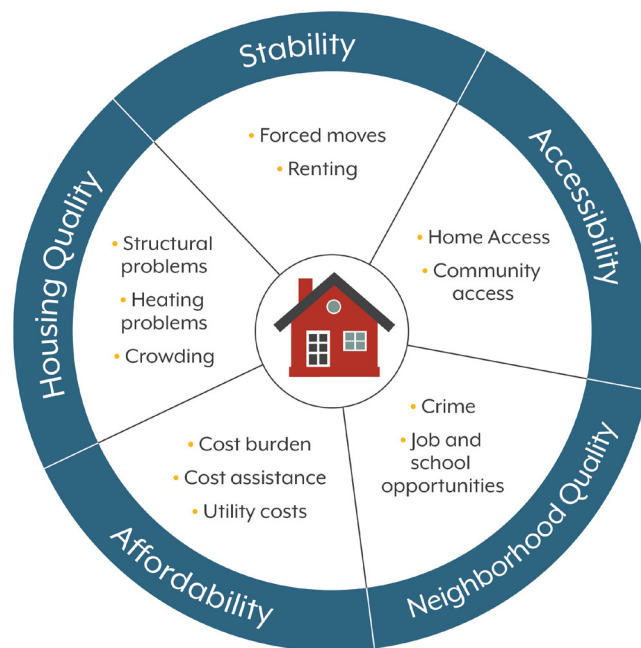 Stability
• Forced moves
• Renting
Accessibility
• Home Access
• Community
access
Neighborhood Quality
• Crime
• Job and
school
opportunities
Affordability
• Cost burden
• Cost assistance
• Utility costs
Housing Quality
• Structural
problems
• Heating
problems
• Crowding